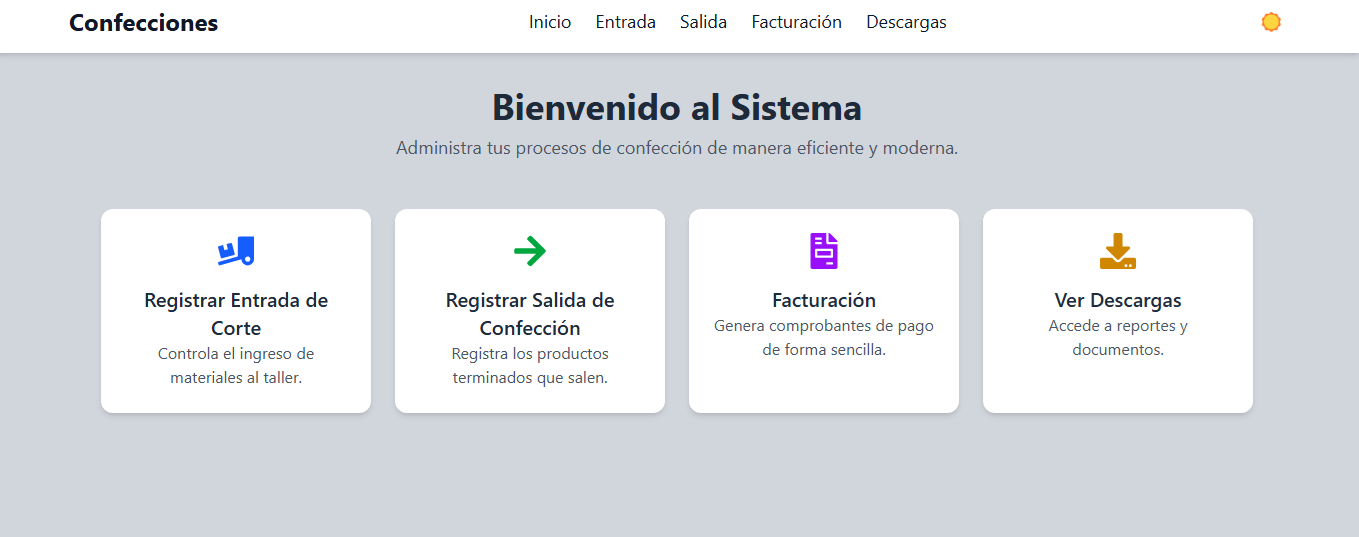 Confecciones
Inicio Entrada Salida Facturación Descargas
Bienvenido al Sistema
Administra tus procesos de confección de manera eficiente y moderna.
Registrar Entrada de
Corte
Controla el ingreso de
materiales al taller.
Registrar Salida de
Confección
Registra los productos
terminados que salen.
Facturación
Genera comprobantes de pago
de forma sencilla.
Ver Descargas
Accede a reportes y
documentos.